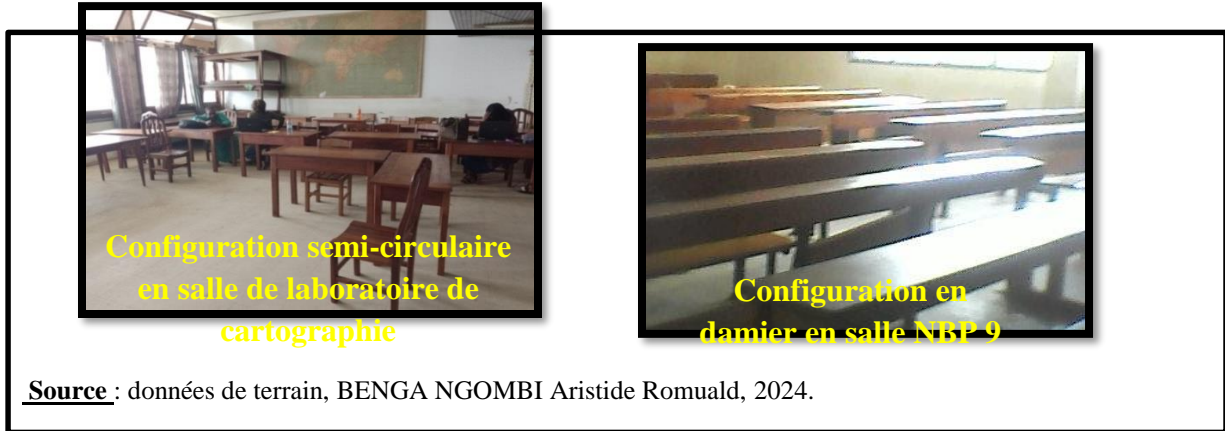 Configuration semi-circulaire
en salle de laboratoire de
cartographie
Configuration en
damier en salle NBP 9
Source : données de terrain, BENGA NGOMBI Aristide Romuald, 2024.